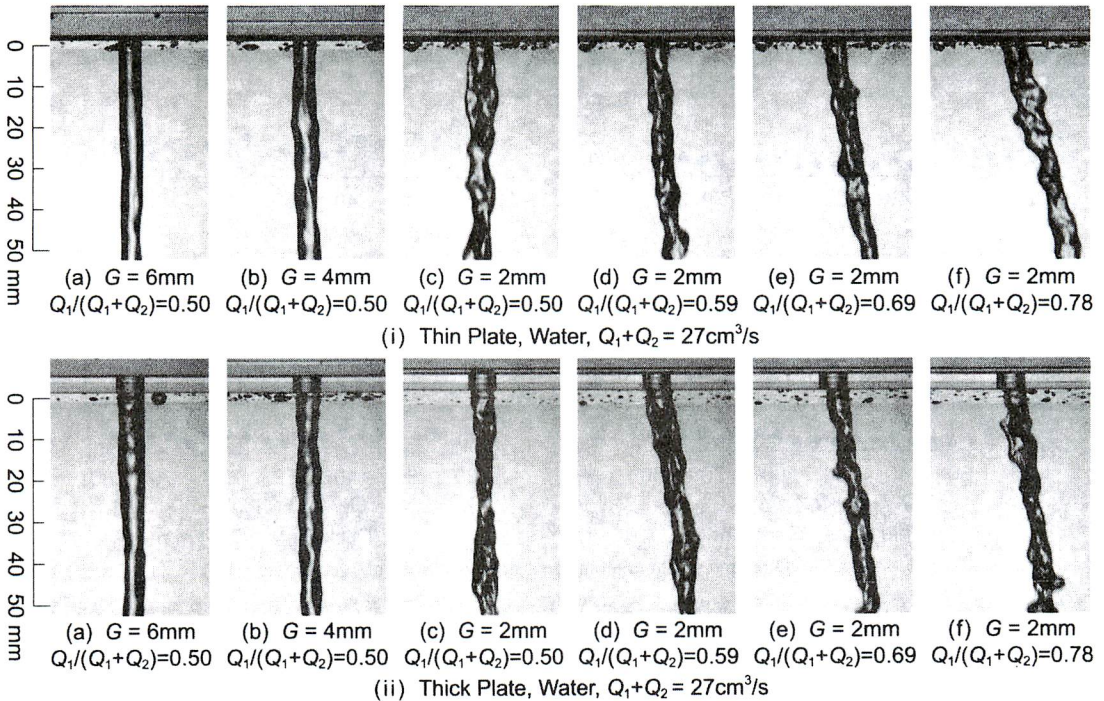 0
10
20
30
40
50 mm
(a) G = 6mm (b) G = 4mm (c) G = 2mm (d) G = 2mm (e) G = 2mm (f) G = 2mm
Q₁/(Q₁+Q₂)=0.50 Q₁/(Q₁+Q₂)=0.50 Q₁/(Q₁+Q₂)=0.50 Q₁/(Q₁+Q₂)=0.59 Q₁/(Q₁+Q₂)=0.69 Q₁/(Q₁+Q₂)=0.78
(i) Thin Plate, Water, Q₁+Q₂ = 27cm³/s
0
10
20
30
40
50 mm
(a) G = 6mm (b) G = 4mm (c) G = 2mm (d) G = 2mm (e) G = 2mm (f) G = 2mm
Q₁/(Q₁+Q₂)=0.50 Q₁/(Q₁+Q₂)=0.50 Q₁/(Q₁+Q₂)=0.50 Q₁/(Q₁+Q₂)=0.59 Q₁/(Q₁+Q₂)=0.69 Q₁/(Q₁+Q₂)=0.78
(ii) Thick Plate, Water, Q₁+Q₂ = 27cm³/s